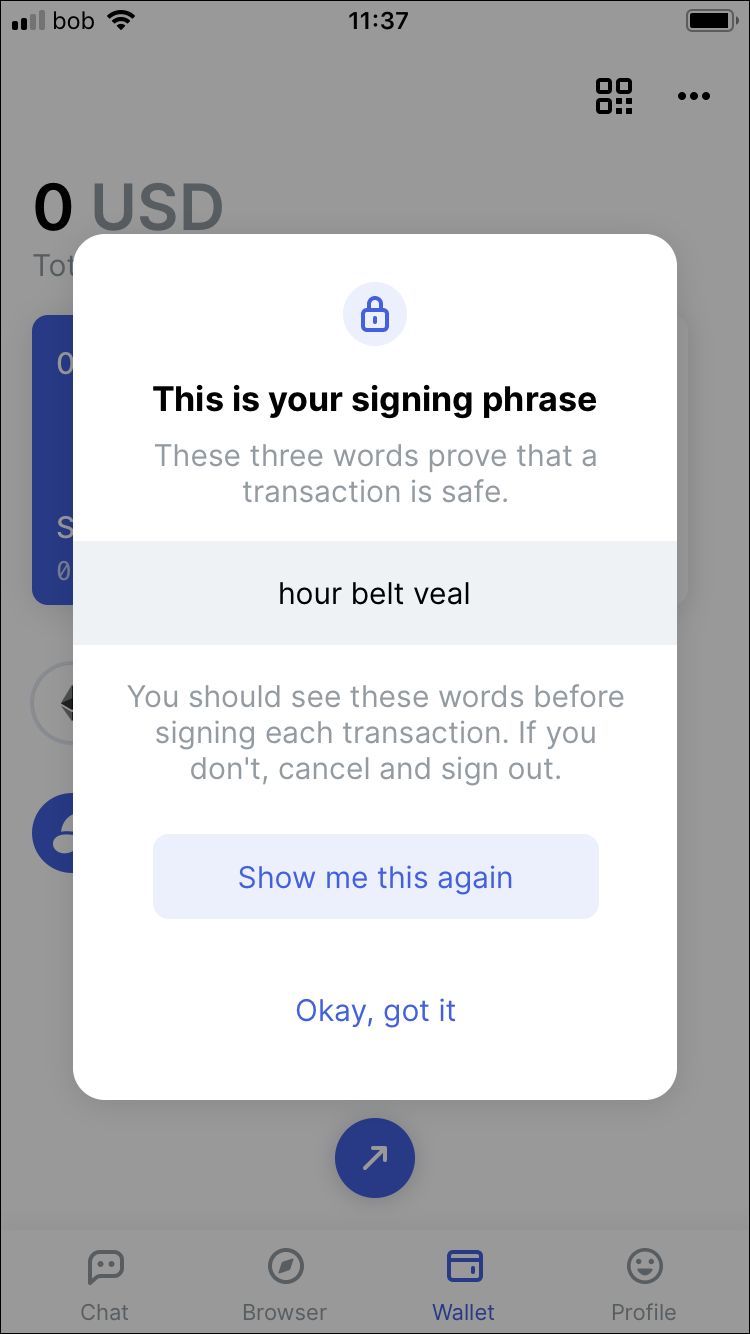 bob 11:37
0 USD
Tot
This is your signing phrase
These three words prove that a
transaction is safe.
hour belt veal
You should see these words before
signing each transaction. If you
don't, cancel and sign out.
Show me this again
Okay, got it
Chat Browser Wallet Profile